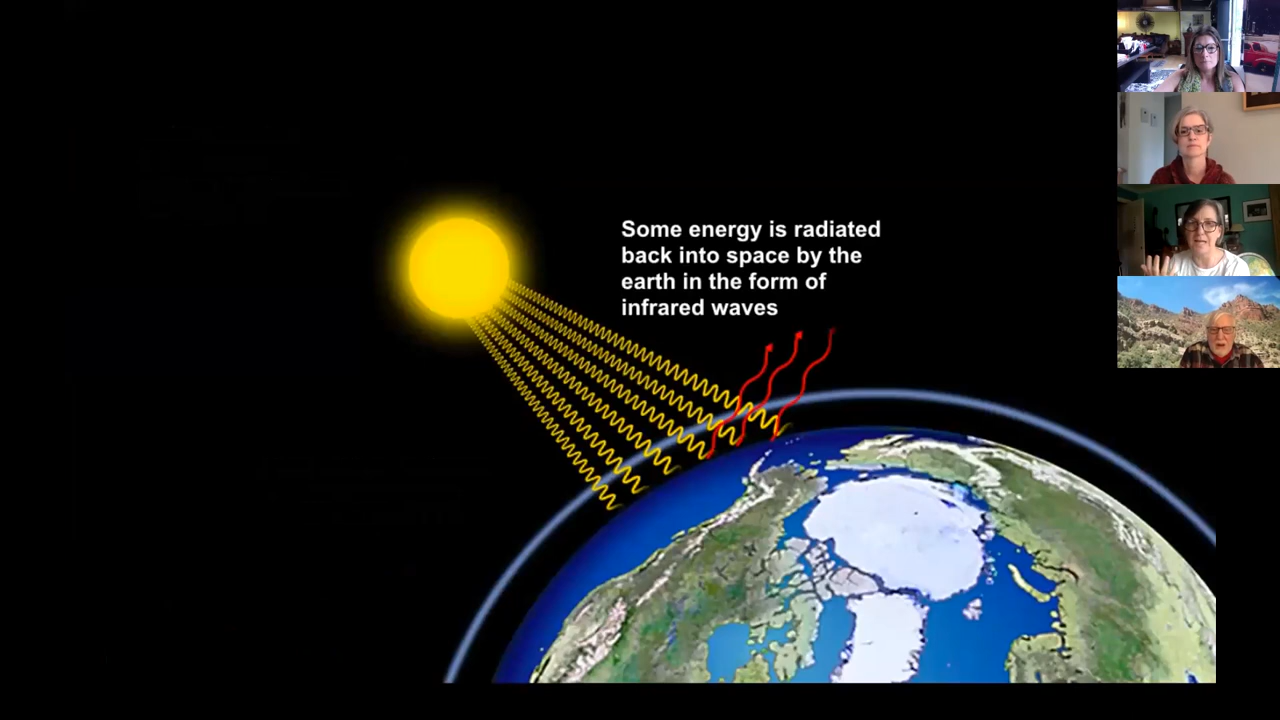 Some energy is radiated
back into space by the
earth in the form of
infrared waves